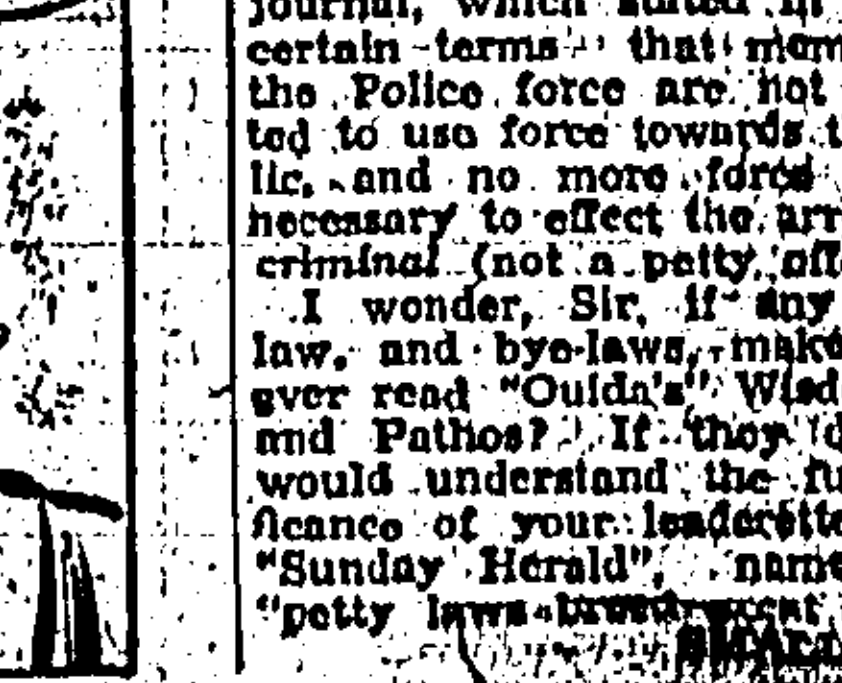 journal, which stated in
certain terms that mem
the Police force are not
ted to use force towards t
lic, and no more force
necessary to effect the arr
criminal (not a petty off
I wonder, Sir, if any
law, and bye-laws, make
ever read "Ouida's" Wisd
and Pathos? If they d
would understand the fu
ficance of your leaderette
"Sunday Herald", name
"petty laws breed